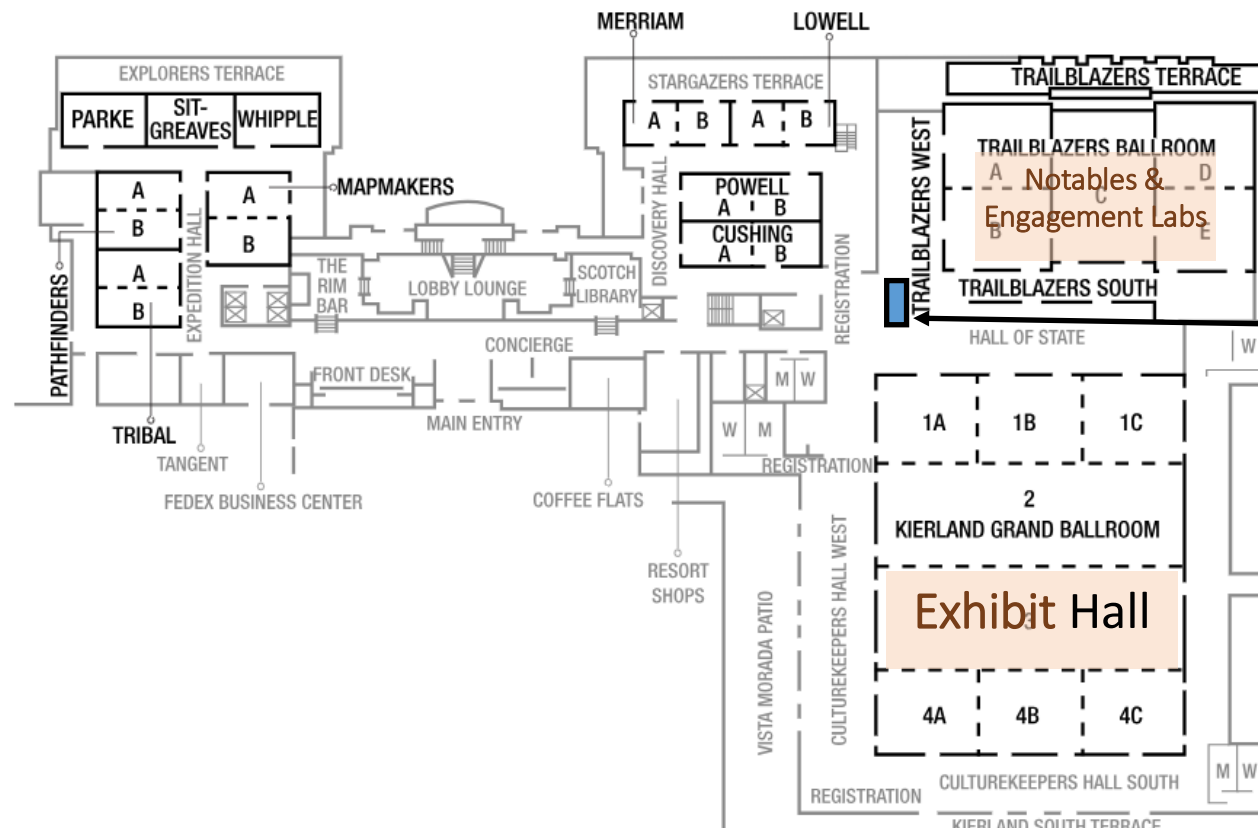 MERRIAM
LOWELL
EXPLORERS TERRACE
STARGAZERS TERRACE
TRAILBLAZERS TERRACE
PARKE
SIT-
GREAVES
WHIPPLE
A B A B
TRAILBLAZERS WEST
TRAILBLAZERS BALLROOM
A
D
C
B
E
Notables &
Engagement Labs
TRAILBLAZERS SOUTH
A
B
A
B
A
B
MAPMAKERS
PATHFINDERS
EXPEDITION HALL
TRIBAL
DISCOVERY HALL
POWELL
A B
CUSHING
A B
REGISTRATION
THE
RIM
BAR
LOBBY LOUNGE
SCOTCH
LIBRARY
HALL OF STATE
W
CONCIERGE
FRONT DESK
MAIN ENTRY
M W
W M
TANGENT
FEDEX BUSINESS CENTER
COFFEE FLATS
RESORT
SHOPS
REGISTRATION
1A 1B 1C
2
KIERLAND GRAND BALLROOM
Exhibit Hall
3
4A 4B 4C
VISTA MORADA PATIO
CULTUREKEEPERS HALL WEST
CULTUREKEEPERS HALL SOUTH
M W
REGISTRATION
KIERLAND SOUTH TERRACE